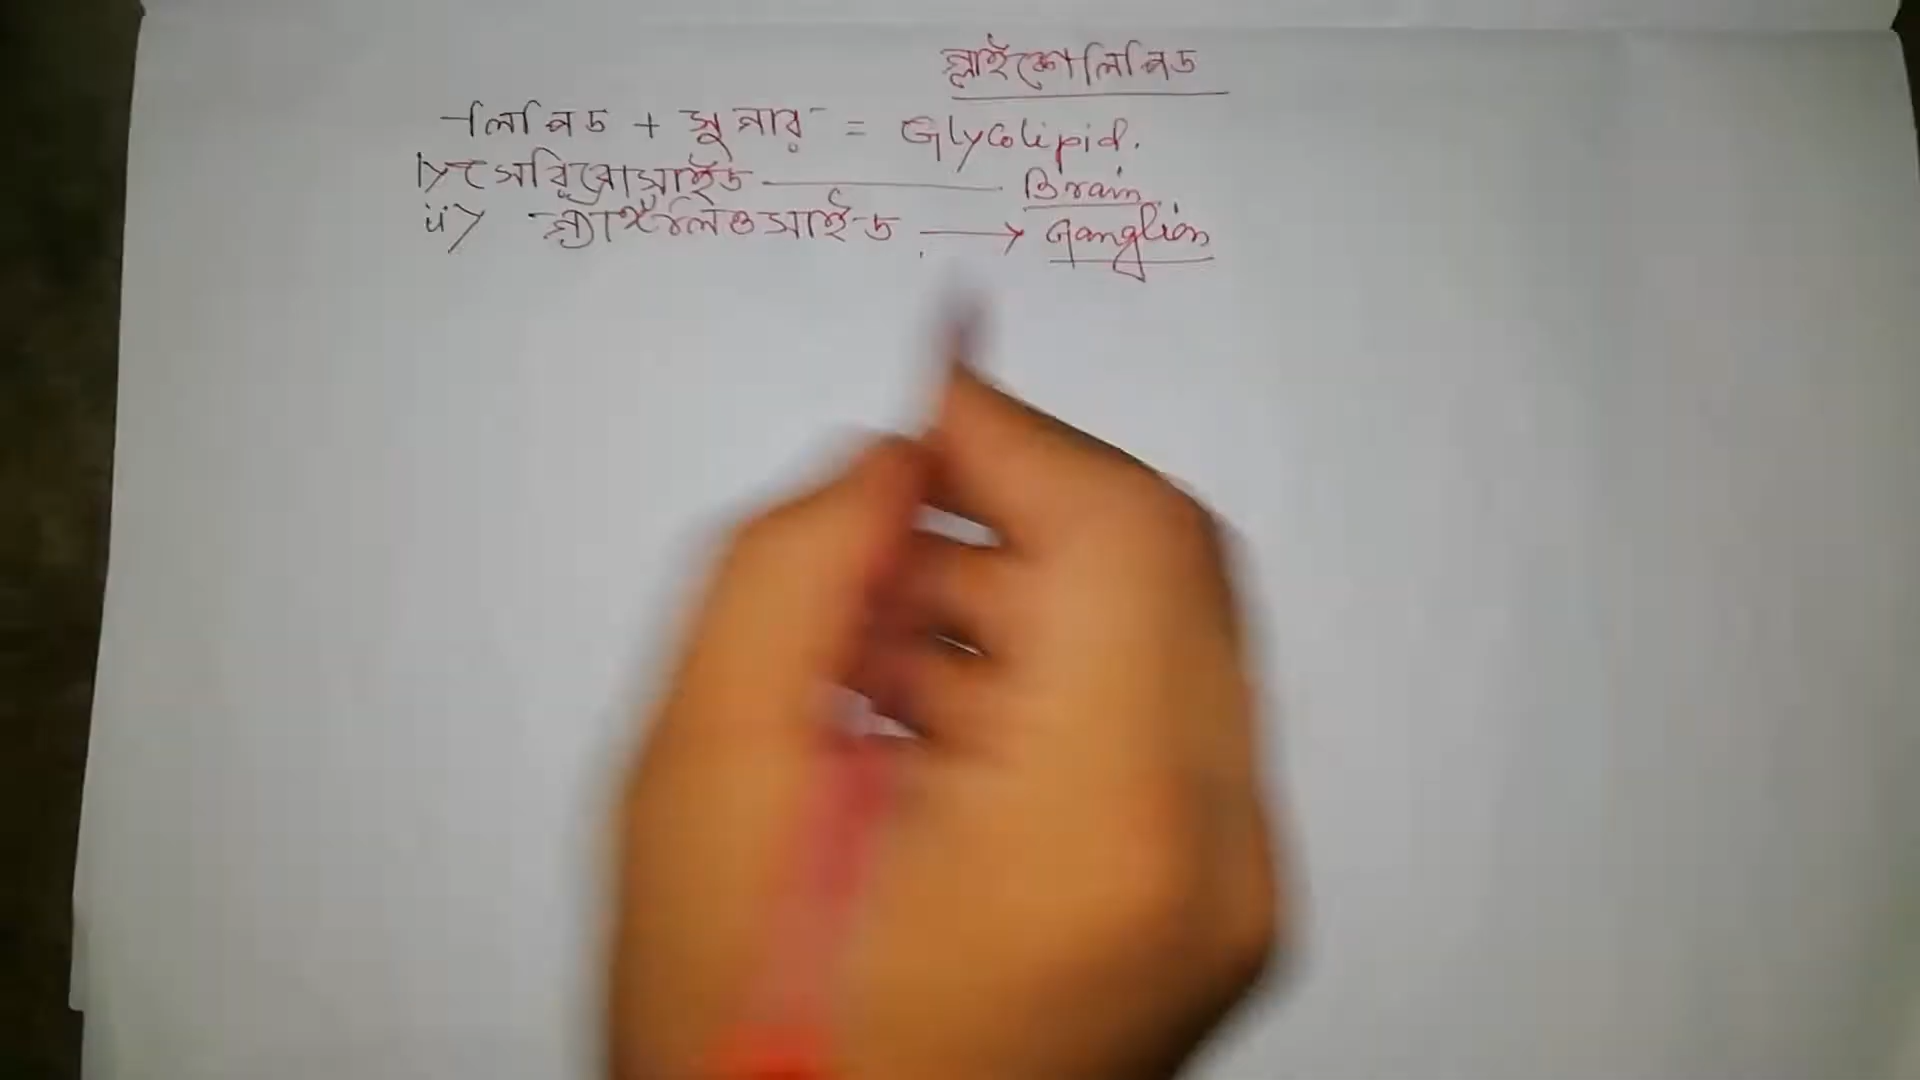 গ্লাইকোলিপিড
লিপিড + সুগার = Glycolipid.
i> সেরিব্রোসাইড — Brain
ii> গ্যাংলিওসাইড → Ganglion